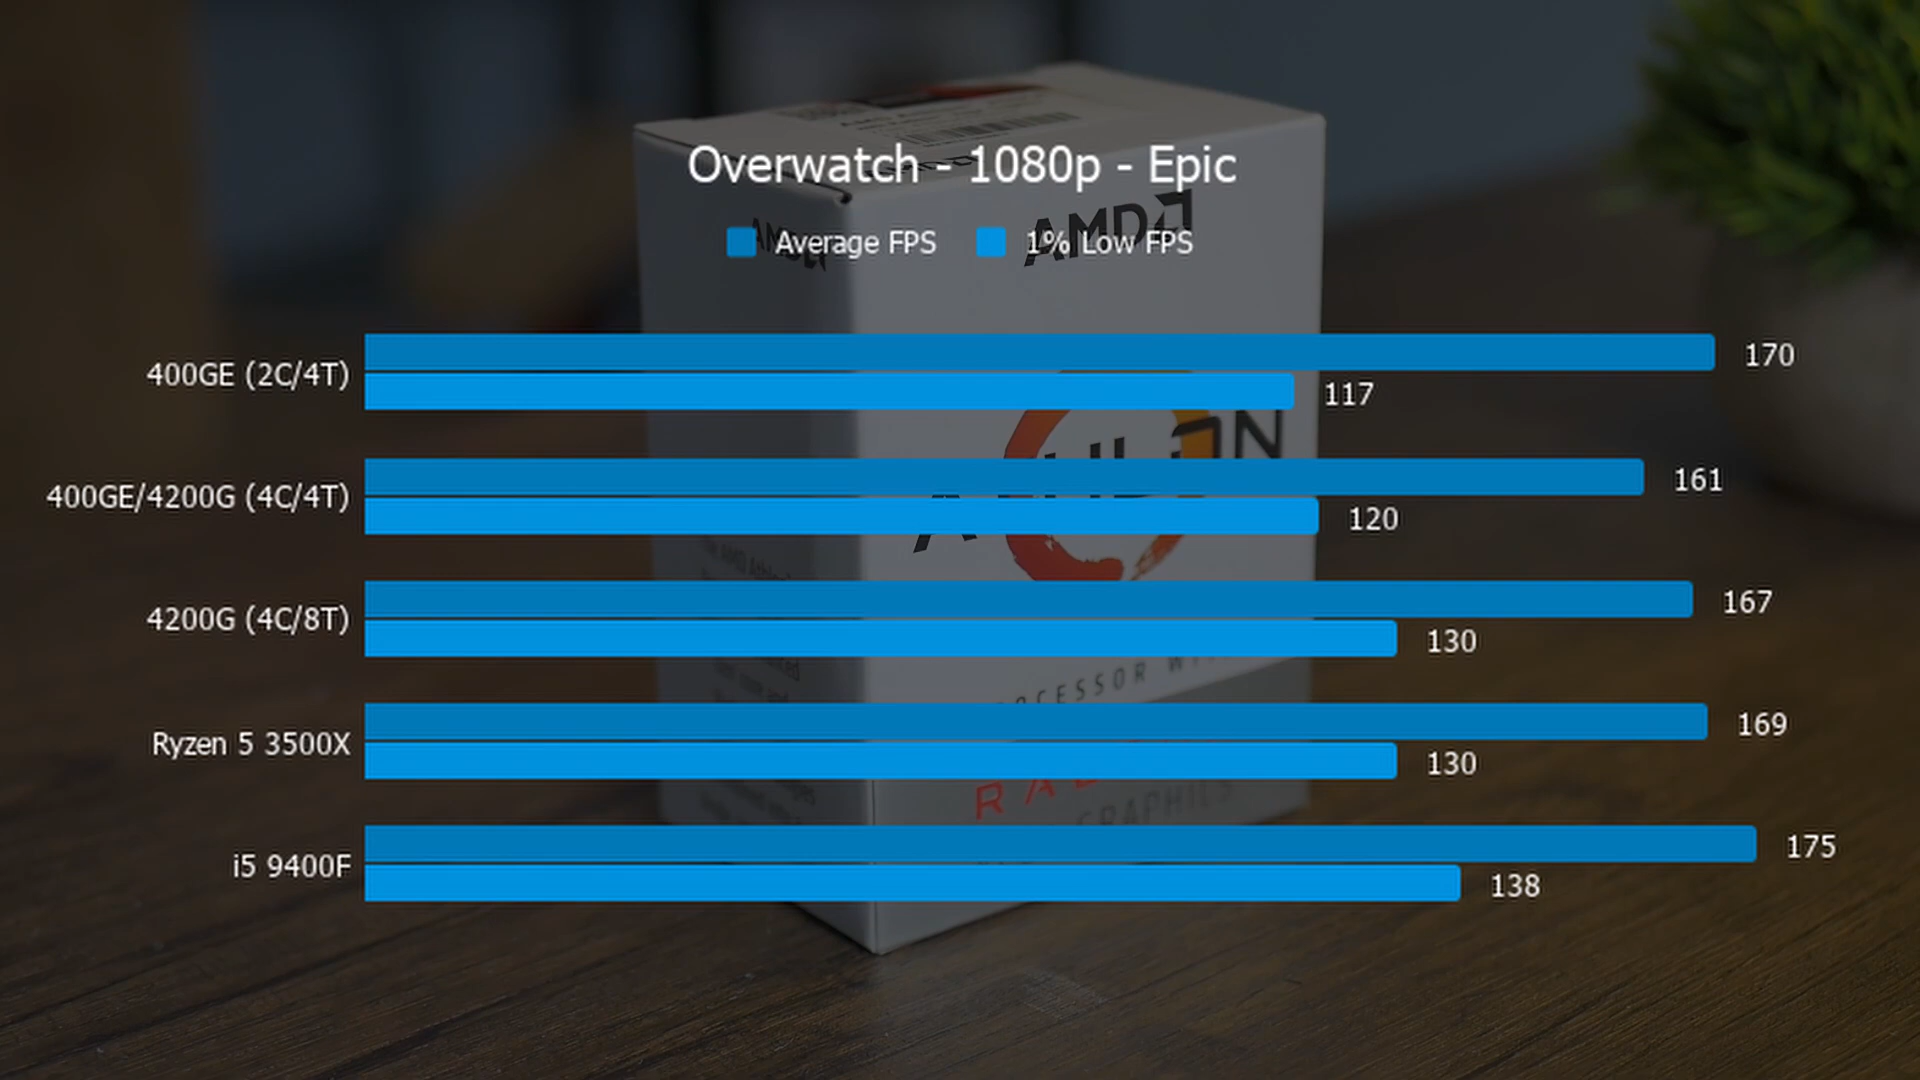 Overwatch - 1080p - Epic
Average FPS 1% Low FPS
AMD
400GE (2C/4T) 170
117
400GE/4200G (4C/4T) 161
120
4200G (4C/8T) 167
130
Ryzen 5 3500X 169
130
i5 9400F 175
138